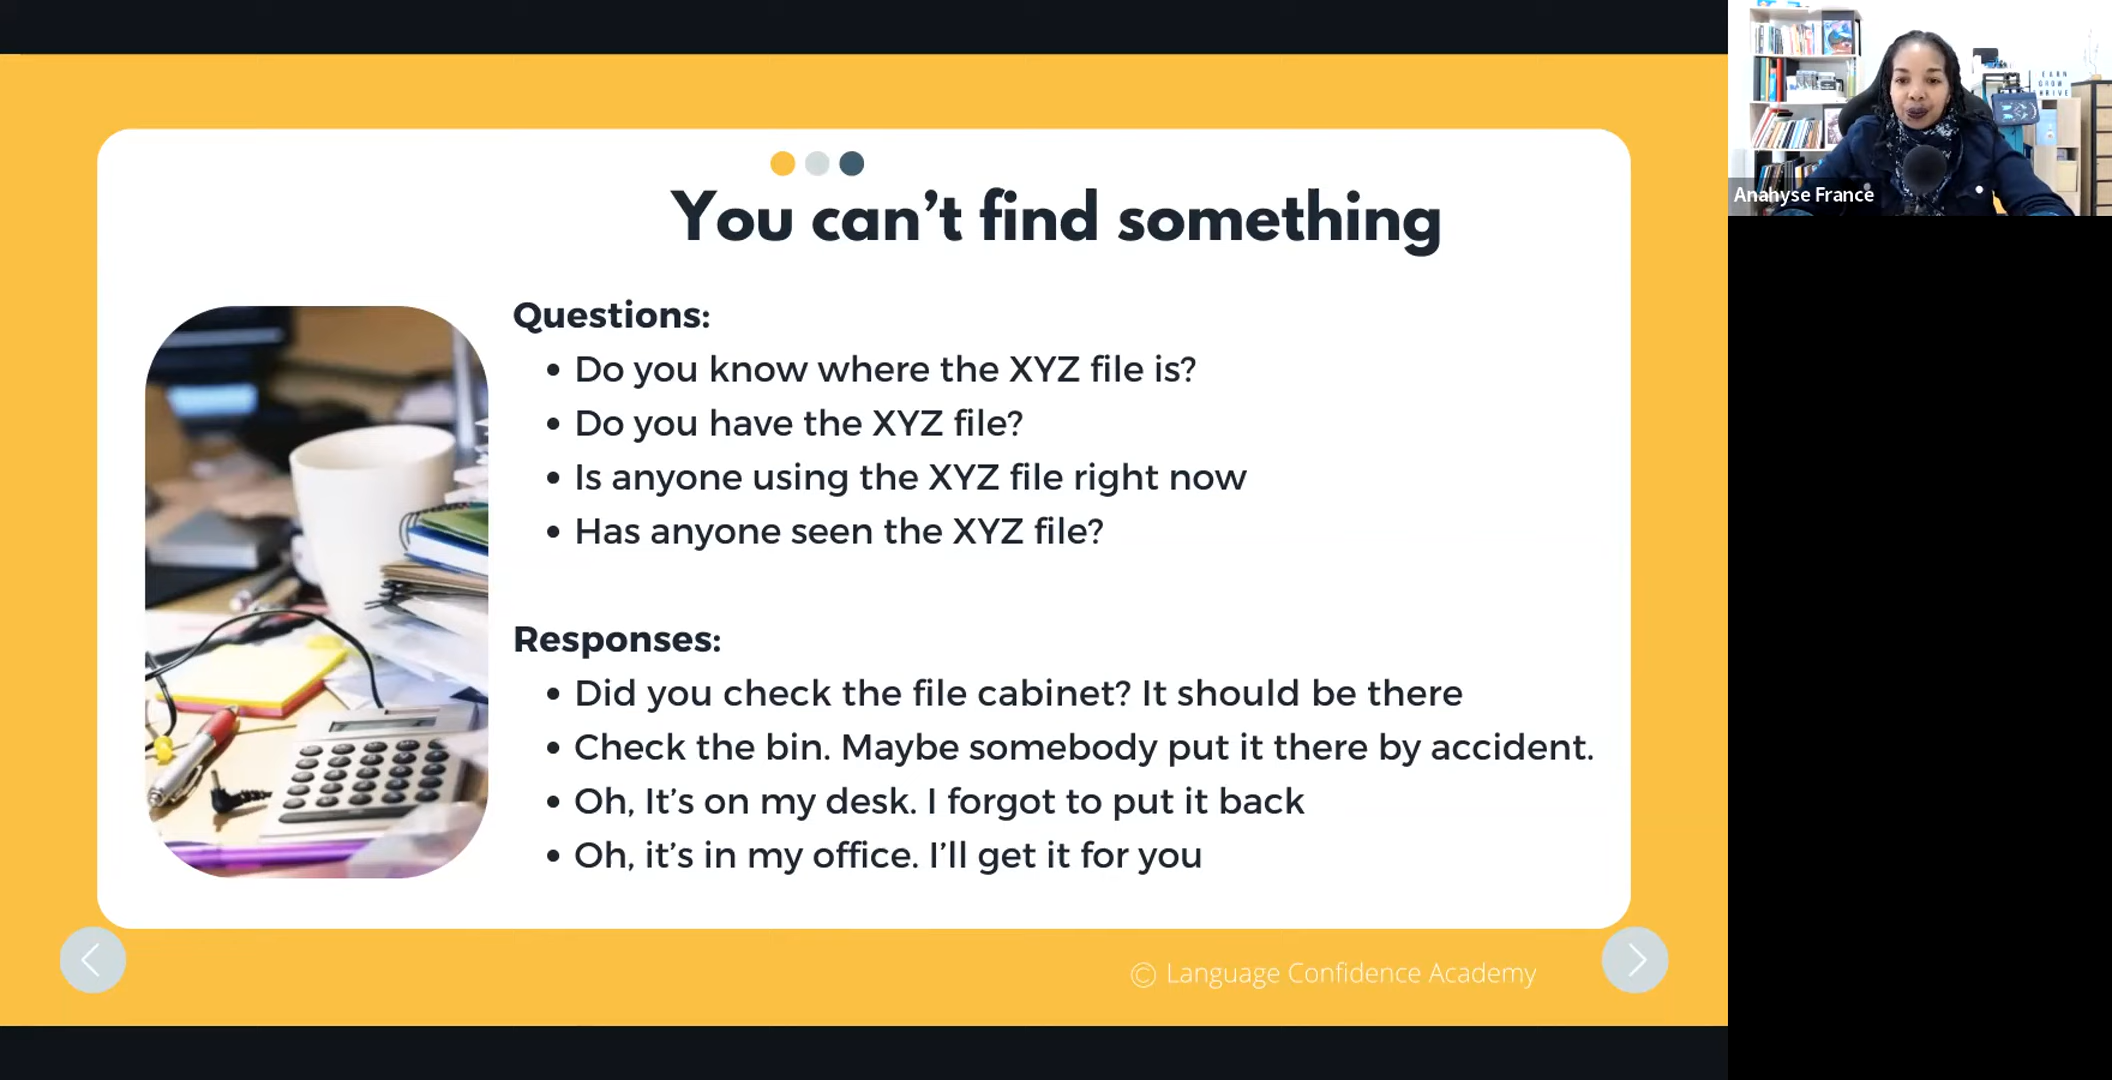 You can’t find something
Questions:
• Do you know where the XYZ file is?
• Do you have the XYZ file?
• Is anyone using the XYZ file right now
• Has anyone seen the XYZ file?
Responses:
• Did you check the file cabinet? It should be there
• Check the bin. Maybe somebody put it there by accident.
• Oh, It’s on my desk. I forgot to put it back
• Oh, it’s in my office. I’ll get it for you
© Language Confidence Academy
LEARN
GROW
THRIVE
Anahyse France